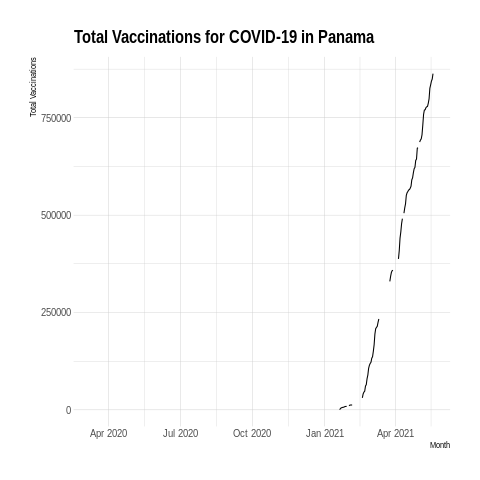 Total Vaccinations for COVID-19 in Panama
Total Vaccinations
750000
500000
250000
0
Apr 2020 Jul 2020 Oct 2020 Jan 2021 Apr 2021
Month